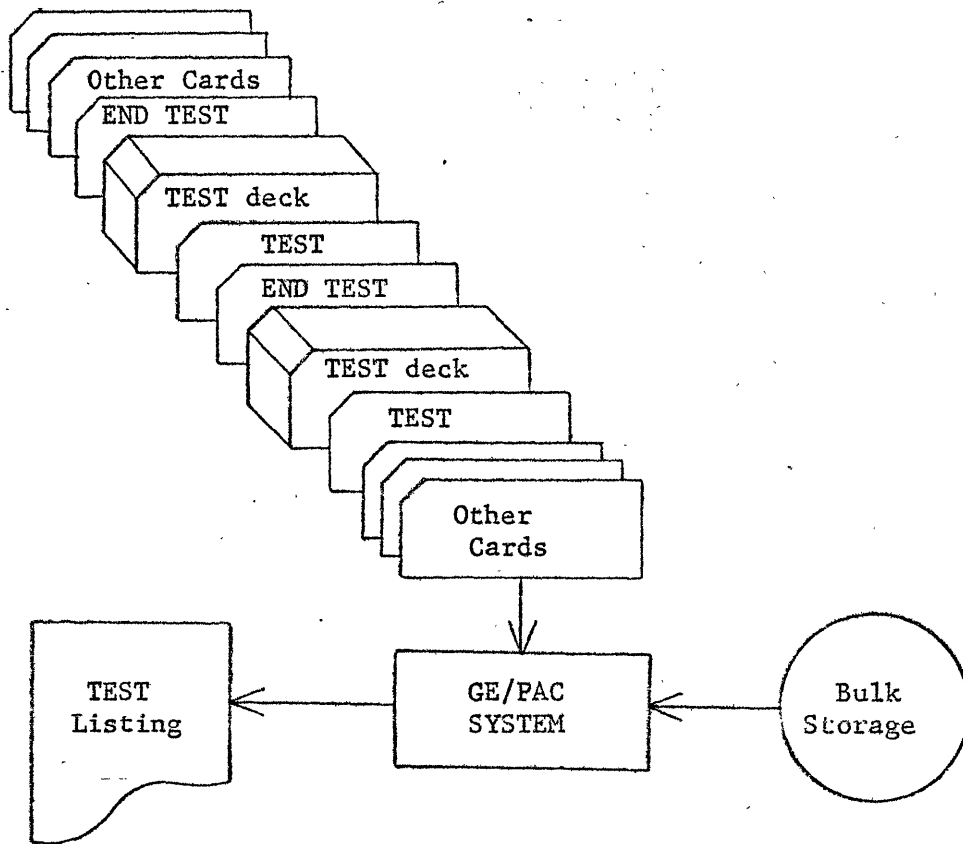 Other Cards
END TEST
TEST deck
TEST
END TEST
TEST deck
TEST
Other
Cards
TEST
Listing
GE/PAC
SYSTEM
Bulk
Storage